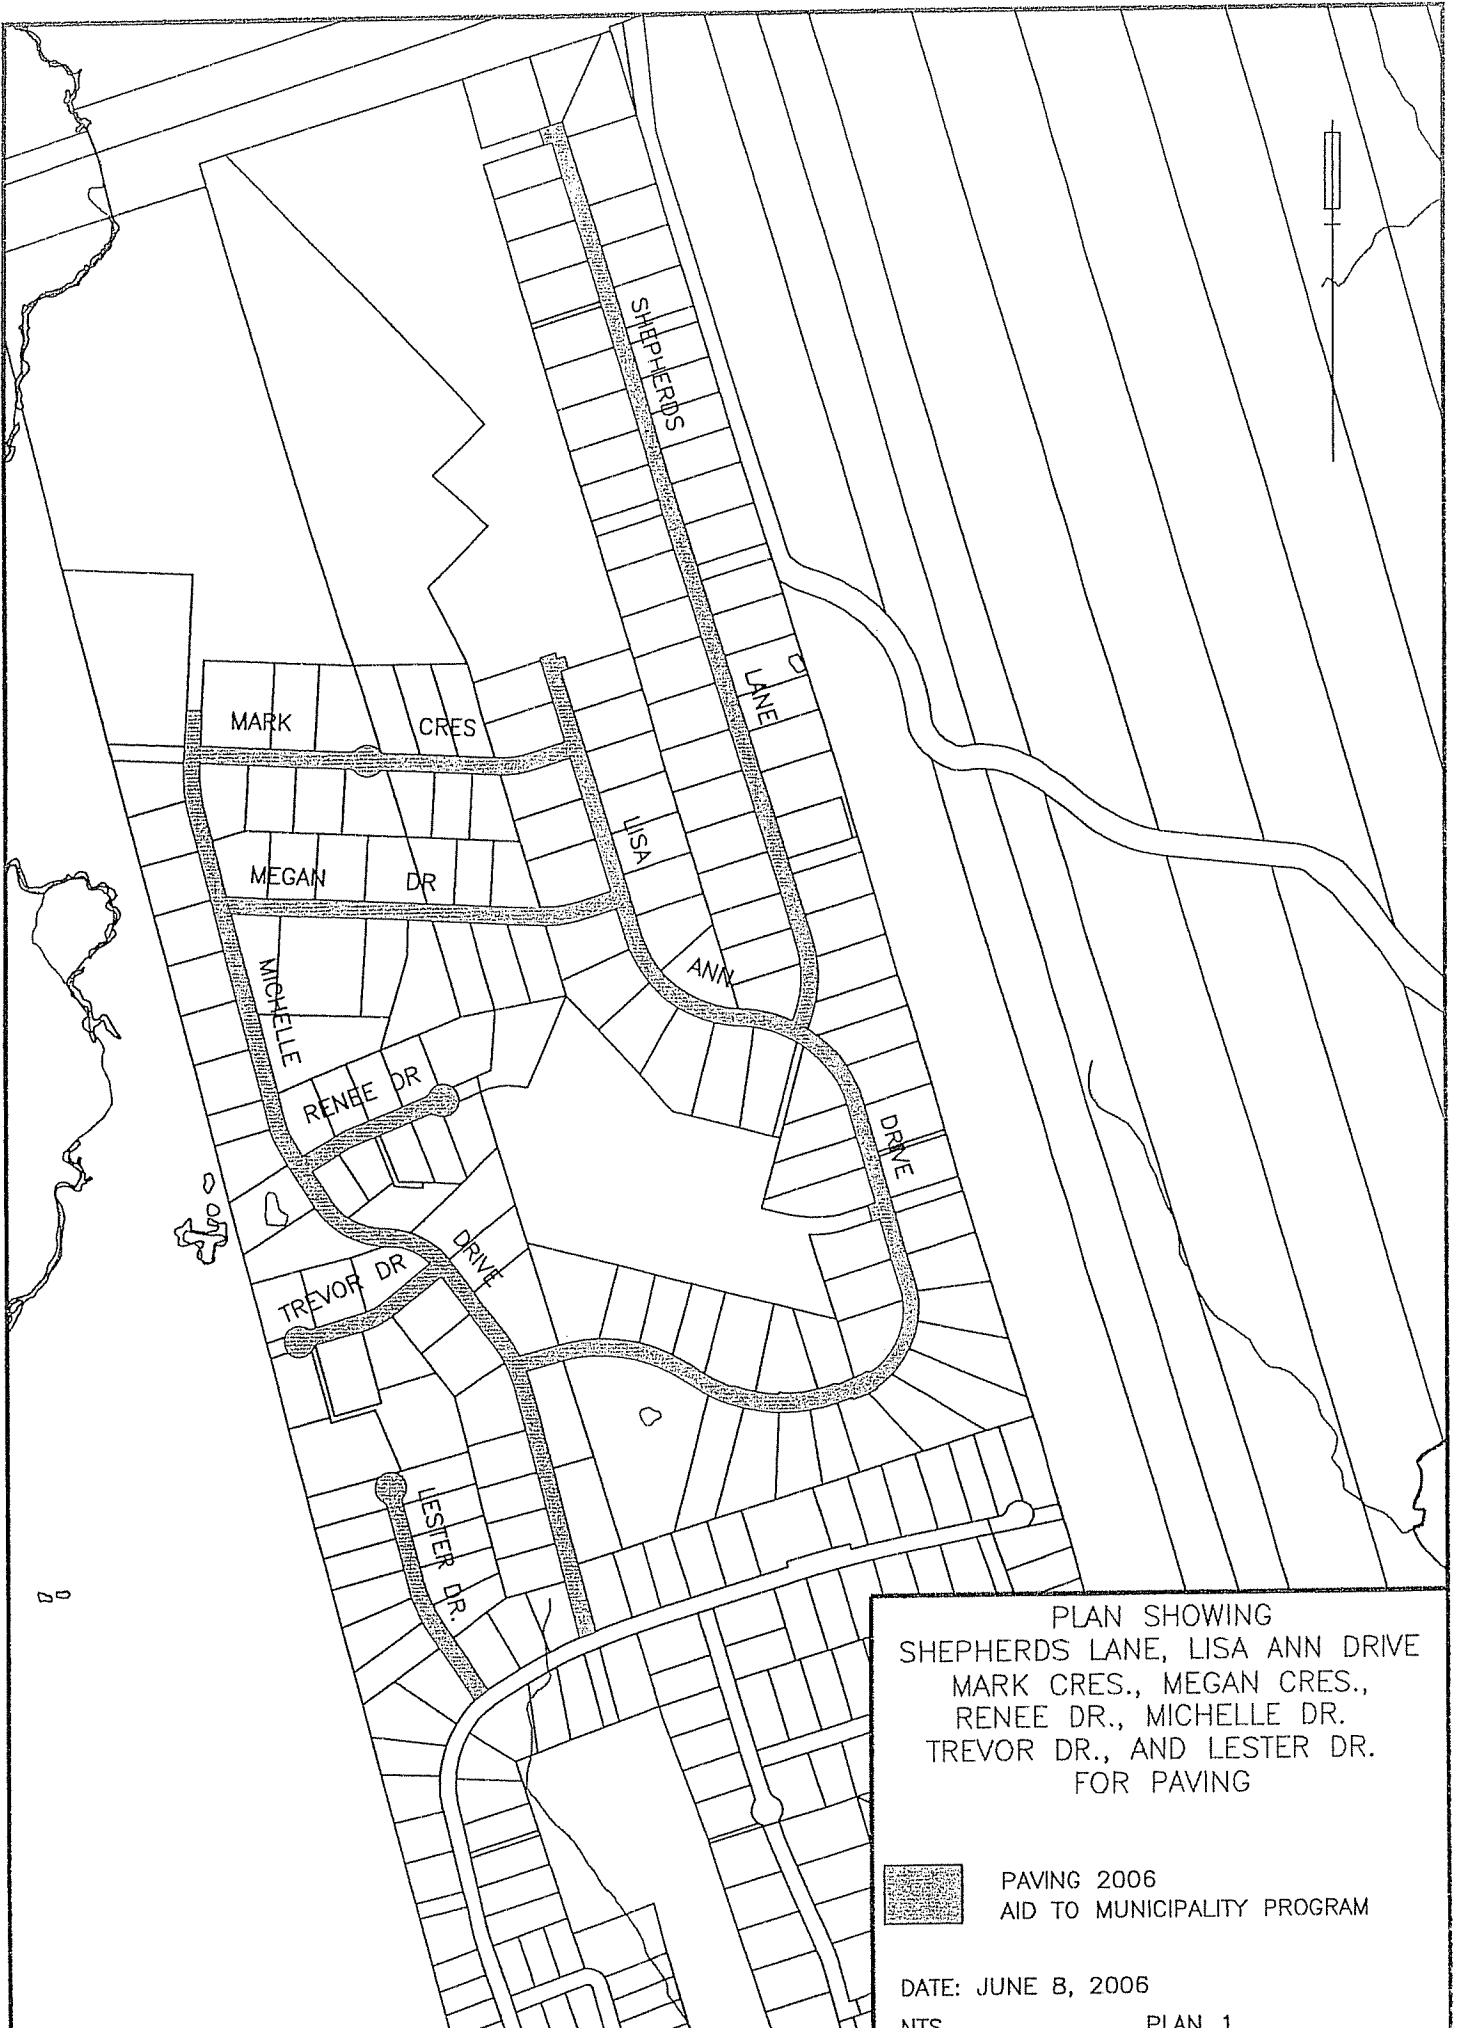 SHEPHERDS
LANE
MARK CRES
LISA
MEGAN DR
ANN
MICHELLE
RENEE DR
DRIVE
DRIVE
TREVOR DR
LESTER DR.
PLAN SHOWING
SHEPHERDS LANE, LISA ANN DRIVE
MARK CRES., MEGAN CRES.,
RENEE DR., MICHELLE DR.
TREVOR DR., AND LESTER DR.
FOR PAVING
PAVING 2006
AID TO MUNICIPALITY PROGRAM
DATE: JUNE 8, 2006
NTS PLAN 1